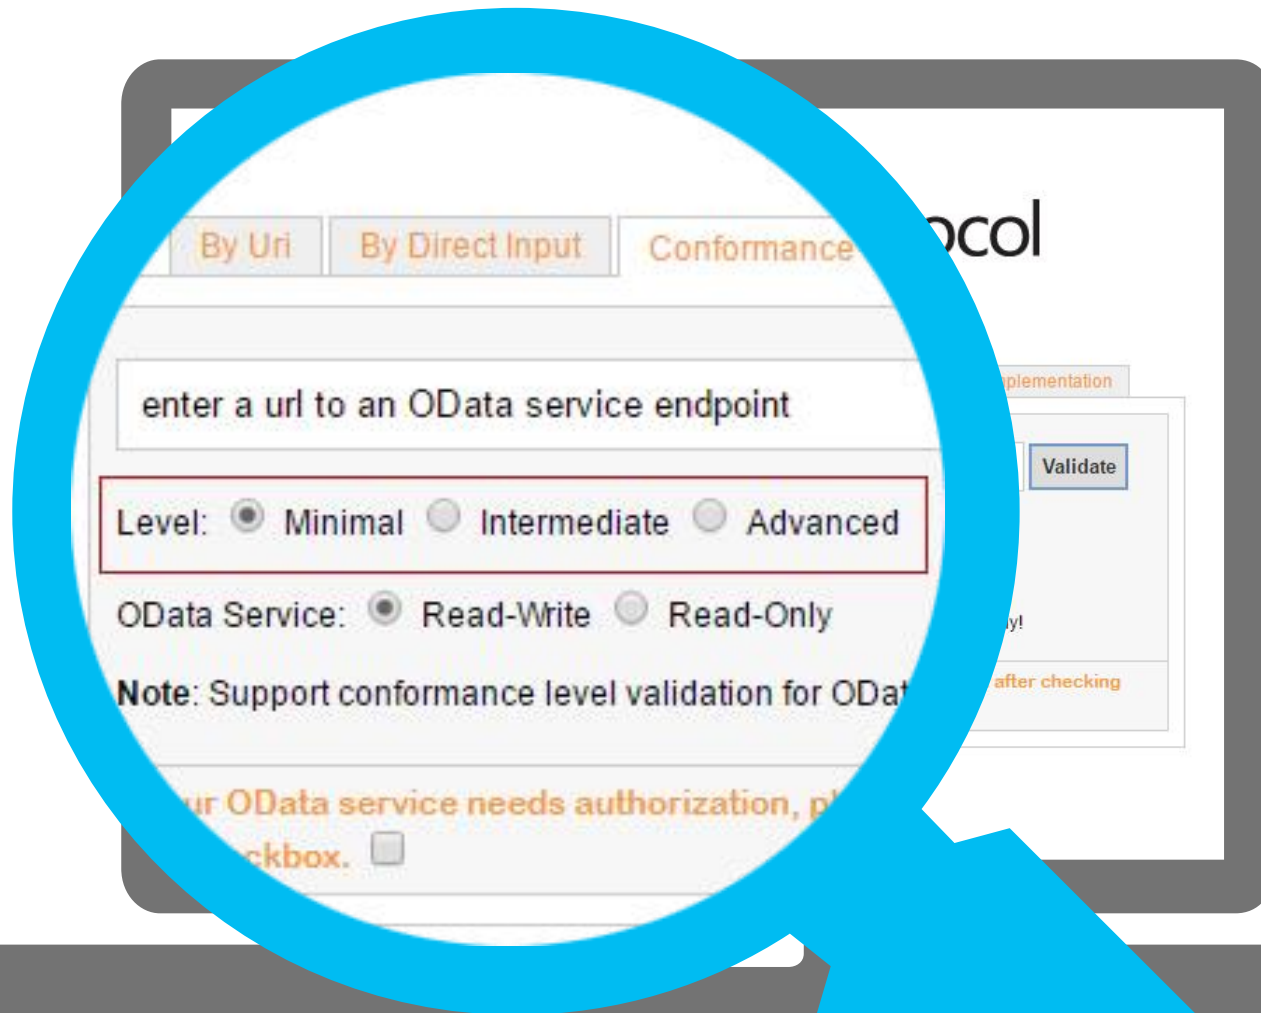 ocol
By Uri By Direct Input Conformance
plementation
enter a url to an OData service endpoint
Validate
Level: Minimal Intermediate Advanced
OData Service: Read-Write Read-Only
ly!
Note: Support conformance level validation for ODat
after checking
ur OData service needs authorization, pl
ckbox.